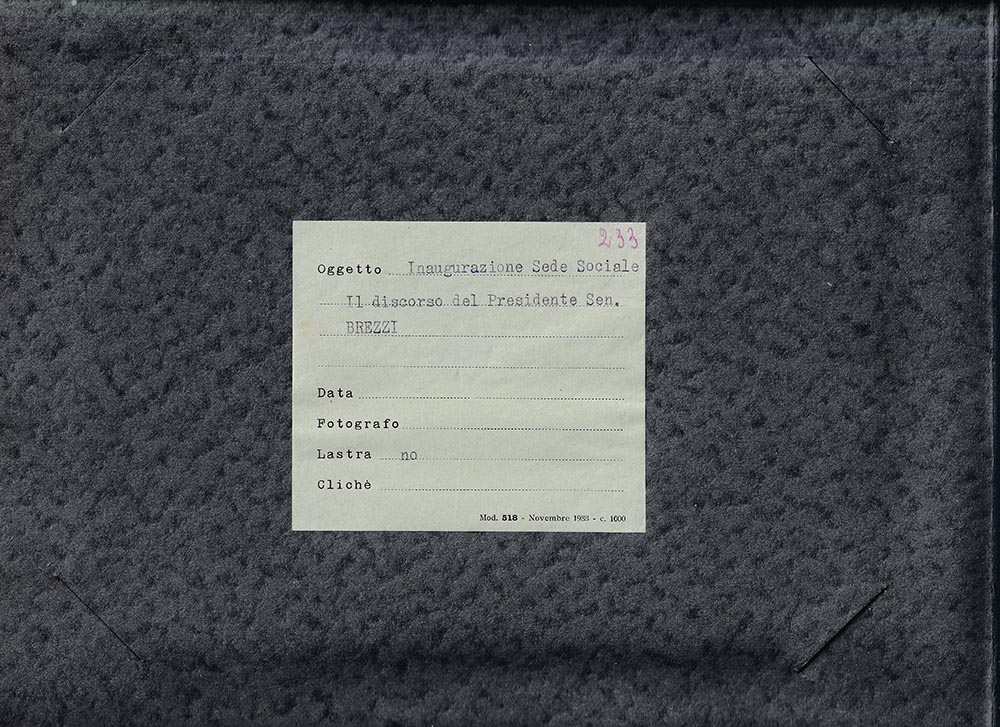 233
Oggetto Inaugurazione Sede Sociale
Il discorso del Presidente Sen.
BREZZI
Data
Fotografo
Lastra no
Clichè
Mod. 518 - Novembre 1933 - c. 1000